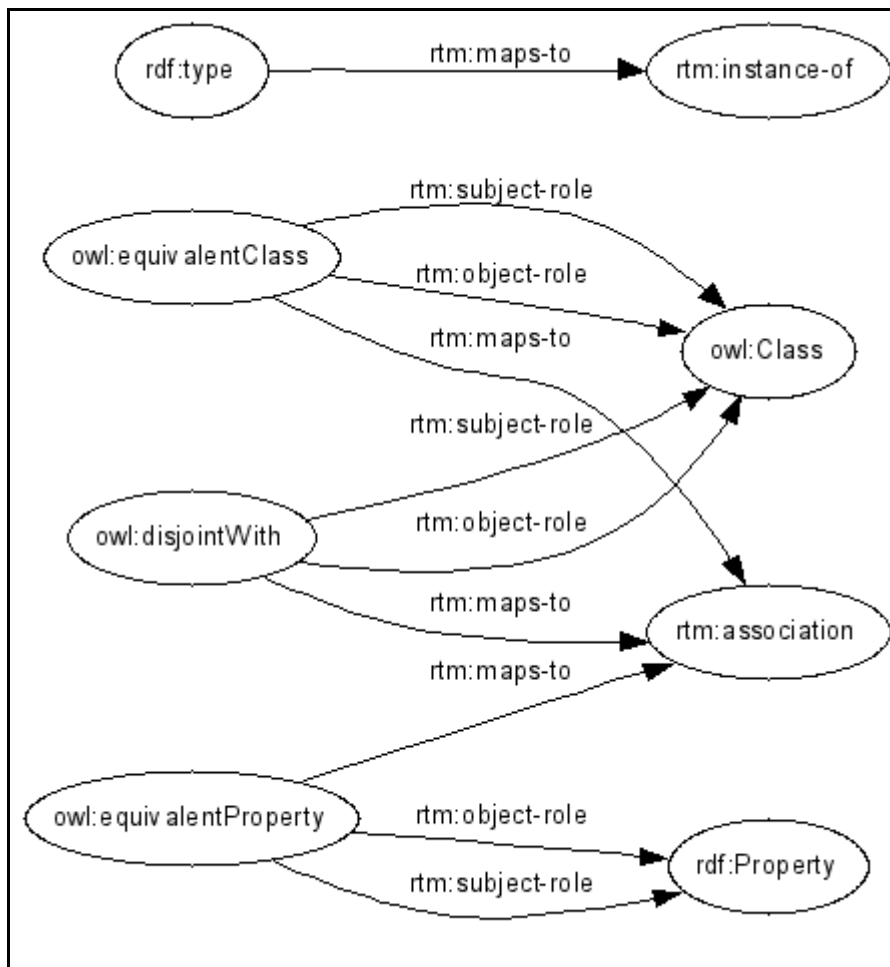 rtm:maps-to
rdf:type
rtm:instance-of
rtm:subject-role
owl:equivalentClass
rtm:object-role
rtm:maps-to
owl:Class
rtm:subject-role
rtm:object-role
owl:disjointWith
rtm:maps-to
rtm:association
rtm:maps-to
owl:equivalentProperty
rtm:object-role
rdf:Property
rtm:subject-role